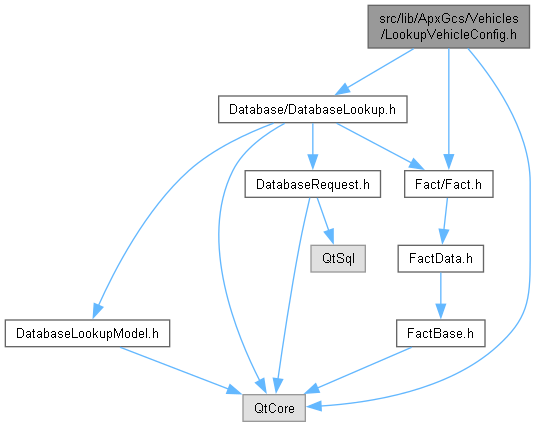 src/lib/ApxGcs/Vehicles
/LookupVehicleConfig.h
Database/DatabaseLookup.h
DatabaseRequest.h
Fact/Fact.h
QtSql
FactData.h
DatabaseLookupModel.h
FactBase.h
QtCore